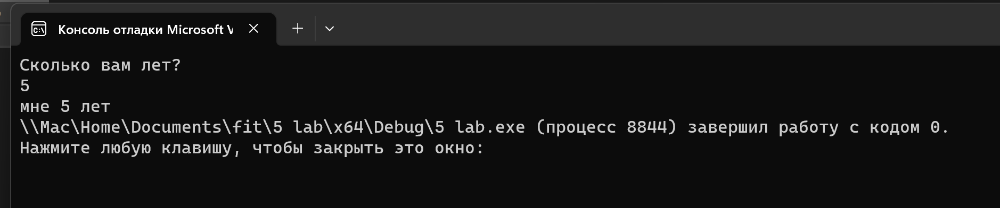 Консоль отладки Microsoft V
Сколько вам лет?
5
мне 5 лет
\\Mac\Home\Documents\fit\5 lab\x64\Debug\5 lab.exe (процесс 8844) завершил работу с кодом 0.
Нажмите любую клавишу, чтобы закрыть это окно: